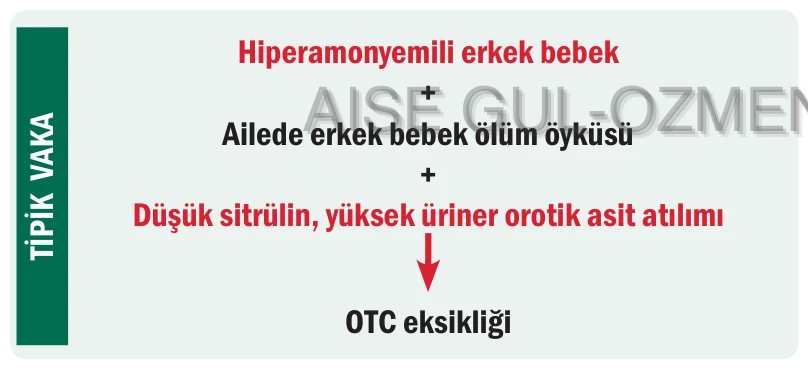 TİPİK VAKA
Hiperamonyemili erkek bebek
+
AISE GUL-OZMEN
Ailede erkek bebek ölüm öyküsü
+
Düşük sitrülin, yüksek üriner orotik asit atılımı
OTC eksikliği